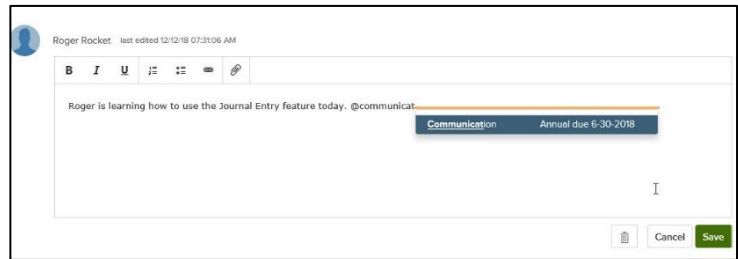 Roger Rocket last edited 12/12/18 07:31:06 AM
B I U
Roger is learning how to use the Journal Entry feature today. @communicat
Communication Annual due 6-30-2018
Cancel Save